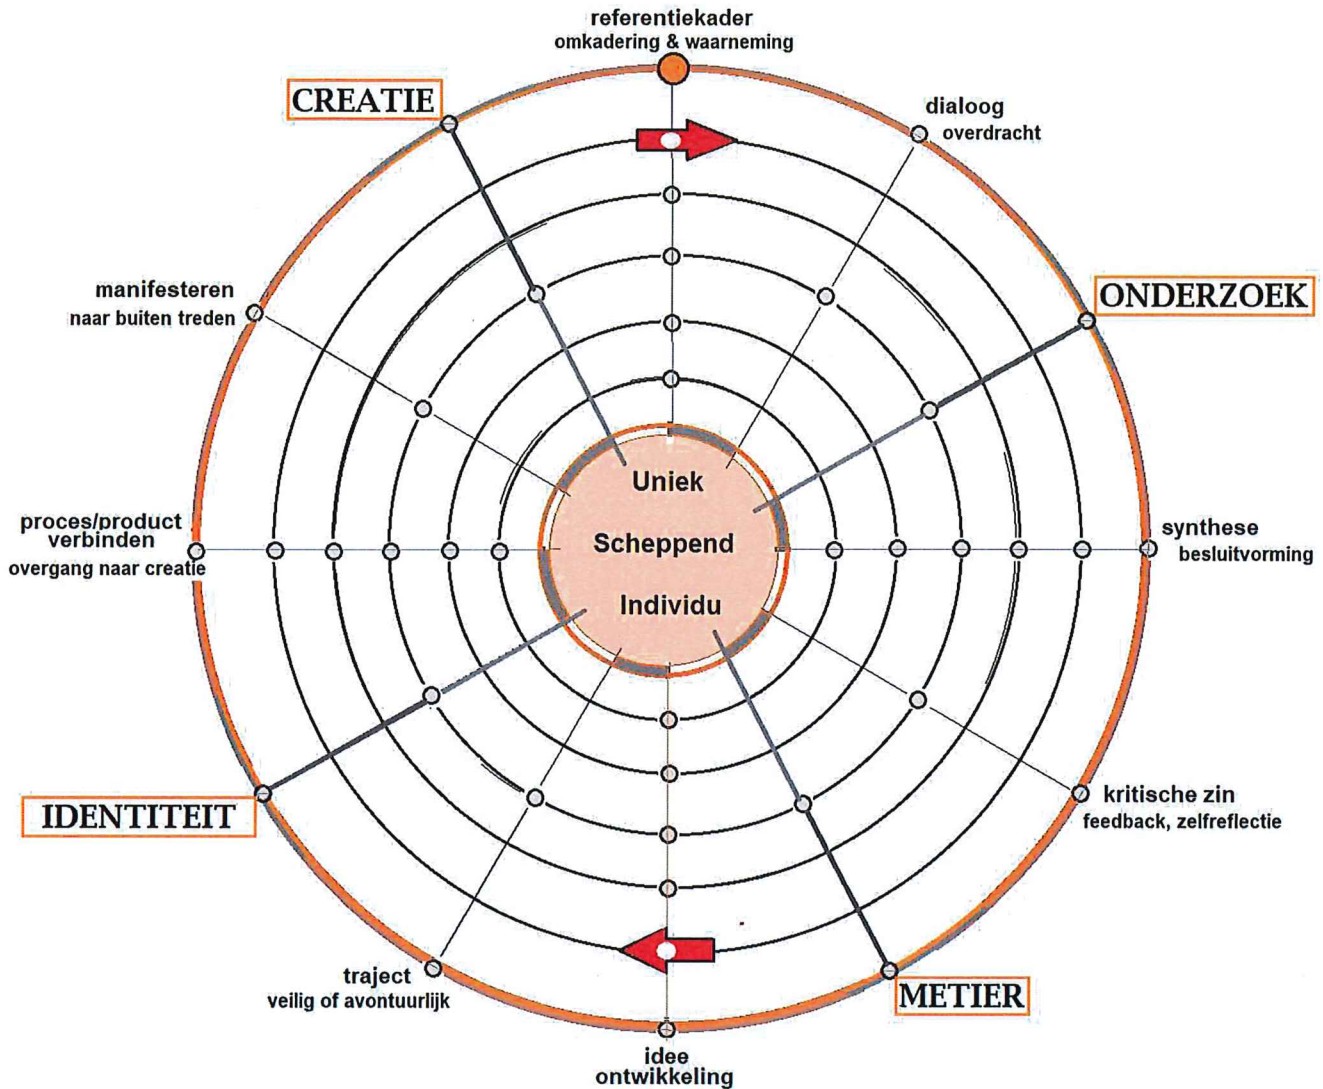 referentiekader
omkadering & waarneming
CREATIE
dialoog
overdracht
manifesteren
naar buiten treden
ONDERZOEK
Uniek
Scheppend
Individu
proces/product
verbinden
overgang naar creatie
synthese
besluitvorming
IDENTITEIT
kritische zin
feedback, zelfreflectie
traject
veilig of avontuurlijk
METIER
idee
ontwikkeling